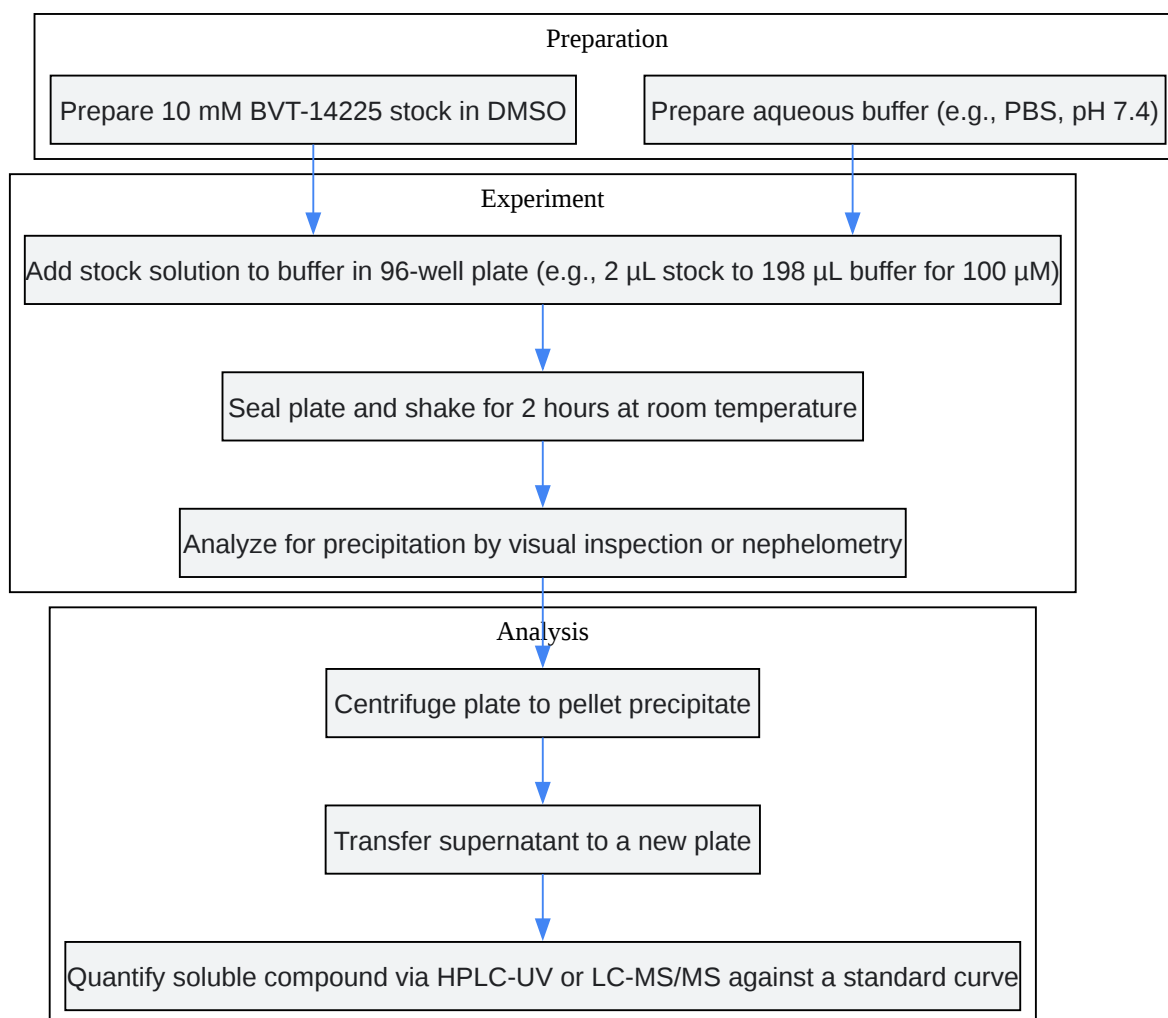 Preparation
Prepare 10 mM BVT-14225 stock in DMSO
Prepare aqueous buffer (e.g., PBS, pH 7.4)
Experiment
Add stock solution to buffer in 96-well plate (e.g., 2 µL stock to 198 µL buffer for 100 µM)
Seal plate and shake for 2 hours at room temperature
Analyze for precipitation by visual inspection or nephelometry
Analysis
Centrifuge plate to pellet precipitate
Transfer supernatant to a new plate
Quantify soluble compound via HPLC-UV or LC-MS/MS against a standard curve